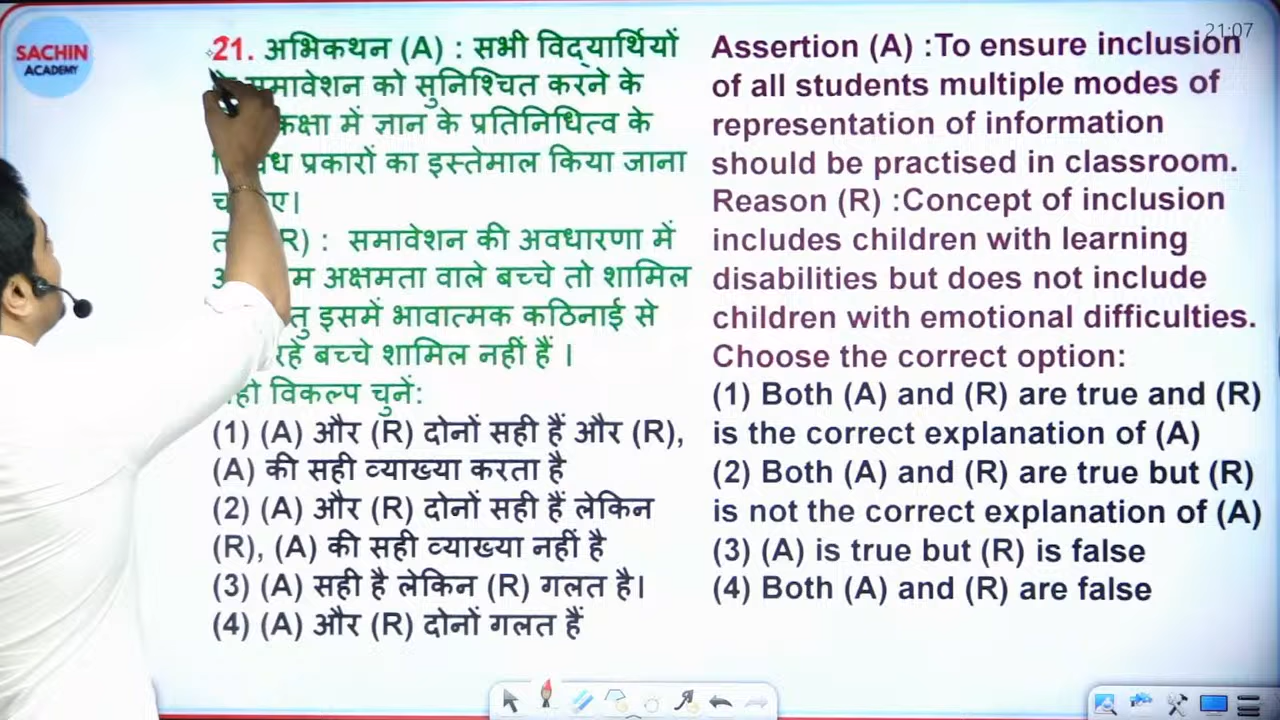 SACHIN
ACADEMY
21:07
21. अभिकथन (A) : सभी विद्यार्थियों
समावेशन को सुनिश्चित करने के
कक्षा में ज्ञान के प्रतिनिधित्व के
प्रकारों का इस्तेमाल किया जाना
(R) : समावेशन की अवधारणा में
अक्षमता वाले बच्चे तो शामिल
इसमें भावात्मक कठिनाई से
रहे बच्चे शामिल नहीं हैं ।
विकल्प चुनें:
(1) (A) और (R) दोनों सही हैं और (R),
(A) की सही व्याख्या करता है
(2) (A) और (R) दोनों सही हैं लेकिन
(R), (A) की सही व्याख्या नहीं है
(3) (A) सही है लेकिन (R) गलत है।
(4) (A) और (R) दोनों गलत हैं
Assertion (A) :To ensure inclusion
of all students multiple modes of
representation of information
should be practised in classroom.
Reason (R) :Concept of inclusion
includes children with learning
disabilities but does not include
children with emotional difficulties.
Choose the correct option:
(1) Both (A) and (R) are true and (R)
is the correct explanation of (A)
(2) Both (A) and (R) are true but (R)
is not the correct explanation of (A)
(3) (A) is true but (R) is false
(4) Both (A) and (R) are false